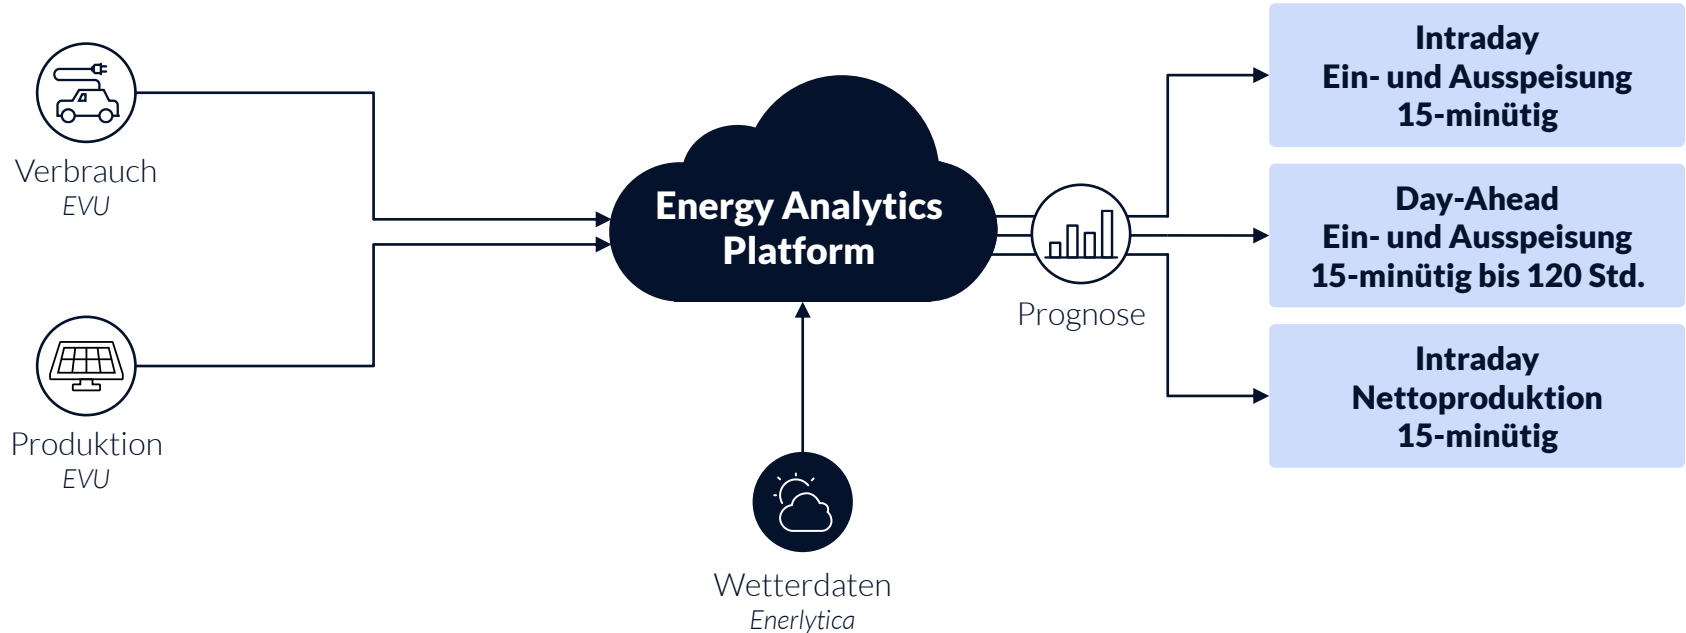 Verbrauch
EVU
Produktion
EVU
Energy Analytics
Platform
Wetterdaten
Enerlytica
Prognose
Intraday
Ein- und Ausspeisung
15-minütig
Day-Ahead
Ein- und Ausspeisung
15-minütig bis 120 Std.
Intraday
Nettoproduktion
15-minütig